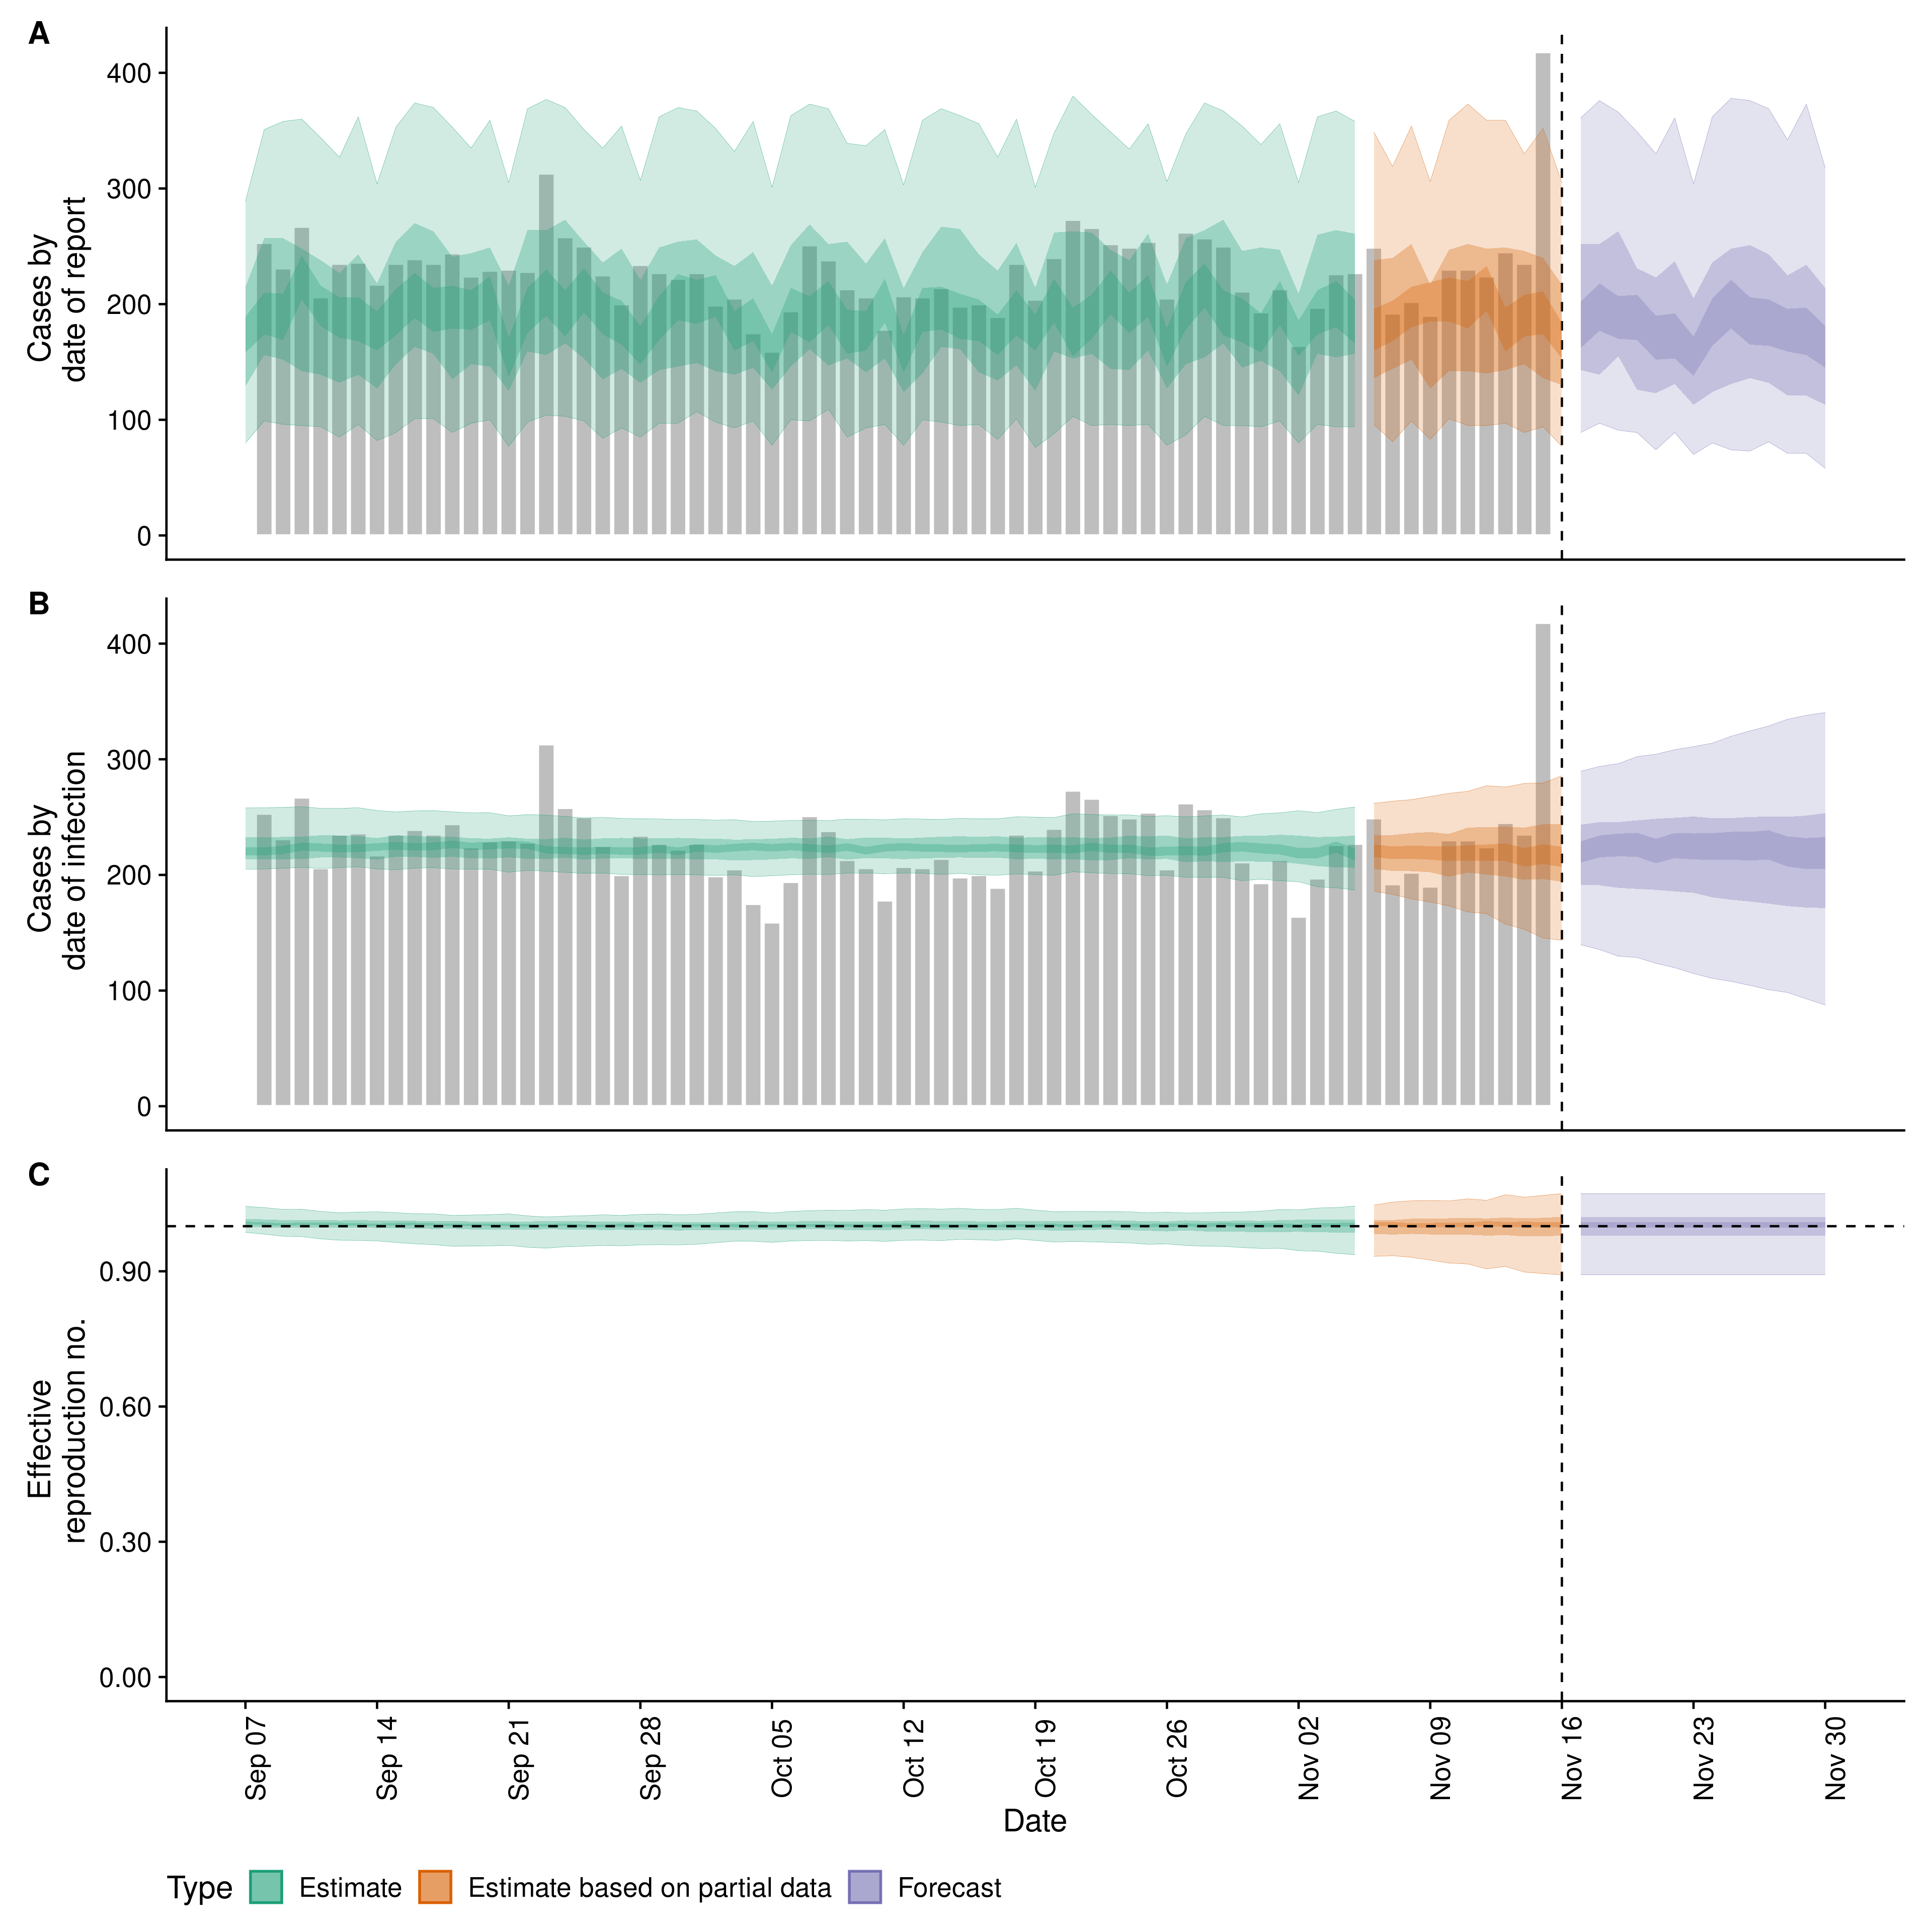 A
400
300
200
100
0
Cases by
date of report
B
400
300
200
100
0
Cases by
date of infection
C
0.90
0.60
0.30
0.00
Effective
reproduction no.
Sep 07
Sep 14
Sep 21
Sep 28
Oct 05
Oct 12
Oct 19
Oct 26
Nov 02
Nov 09
Nov 16
Nov 23
Nov 30
Date
Type Estimate Estimate based on partial data Forecast